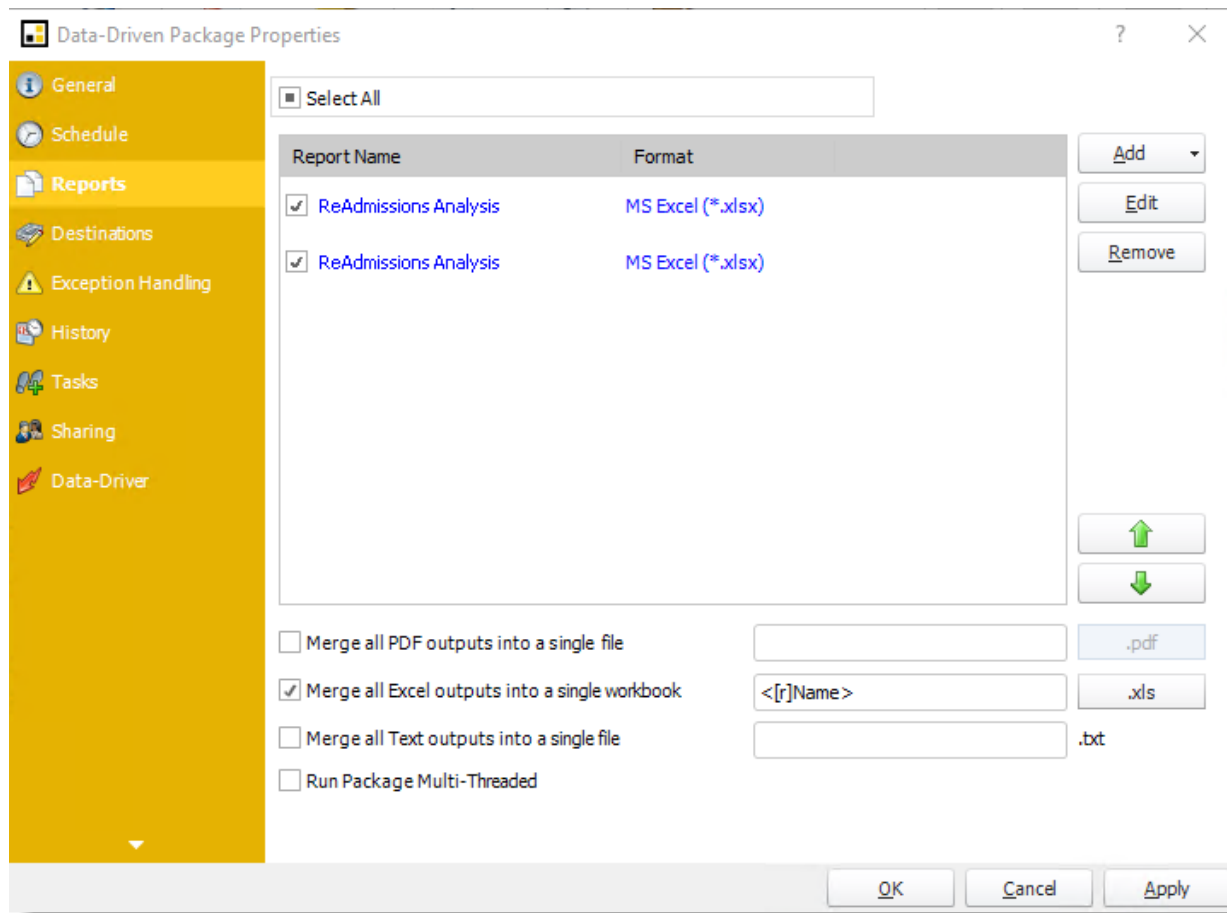 Data-Driven Package Properties
?
General
Schedule
Reports
Destinations
Exception Handling
History
Tasks
Sharing
Data-Driver
Select All
Report Name Format
ReAdmissions Analysis MS Excel (*.xlsx)
ReAdmissions Analysis MS Excel (*.xlsx)
Add
Edit
Remove
Merge all PDF outputs into a single file .pdf
Merge all Excel outputs into a single workbook <[r]Name> .xls
Merge all Text outputs into a single file .txt
Run Package Multi-Threaded
OK Cancel Apply